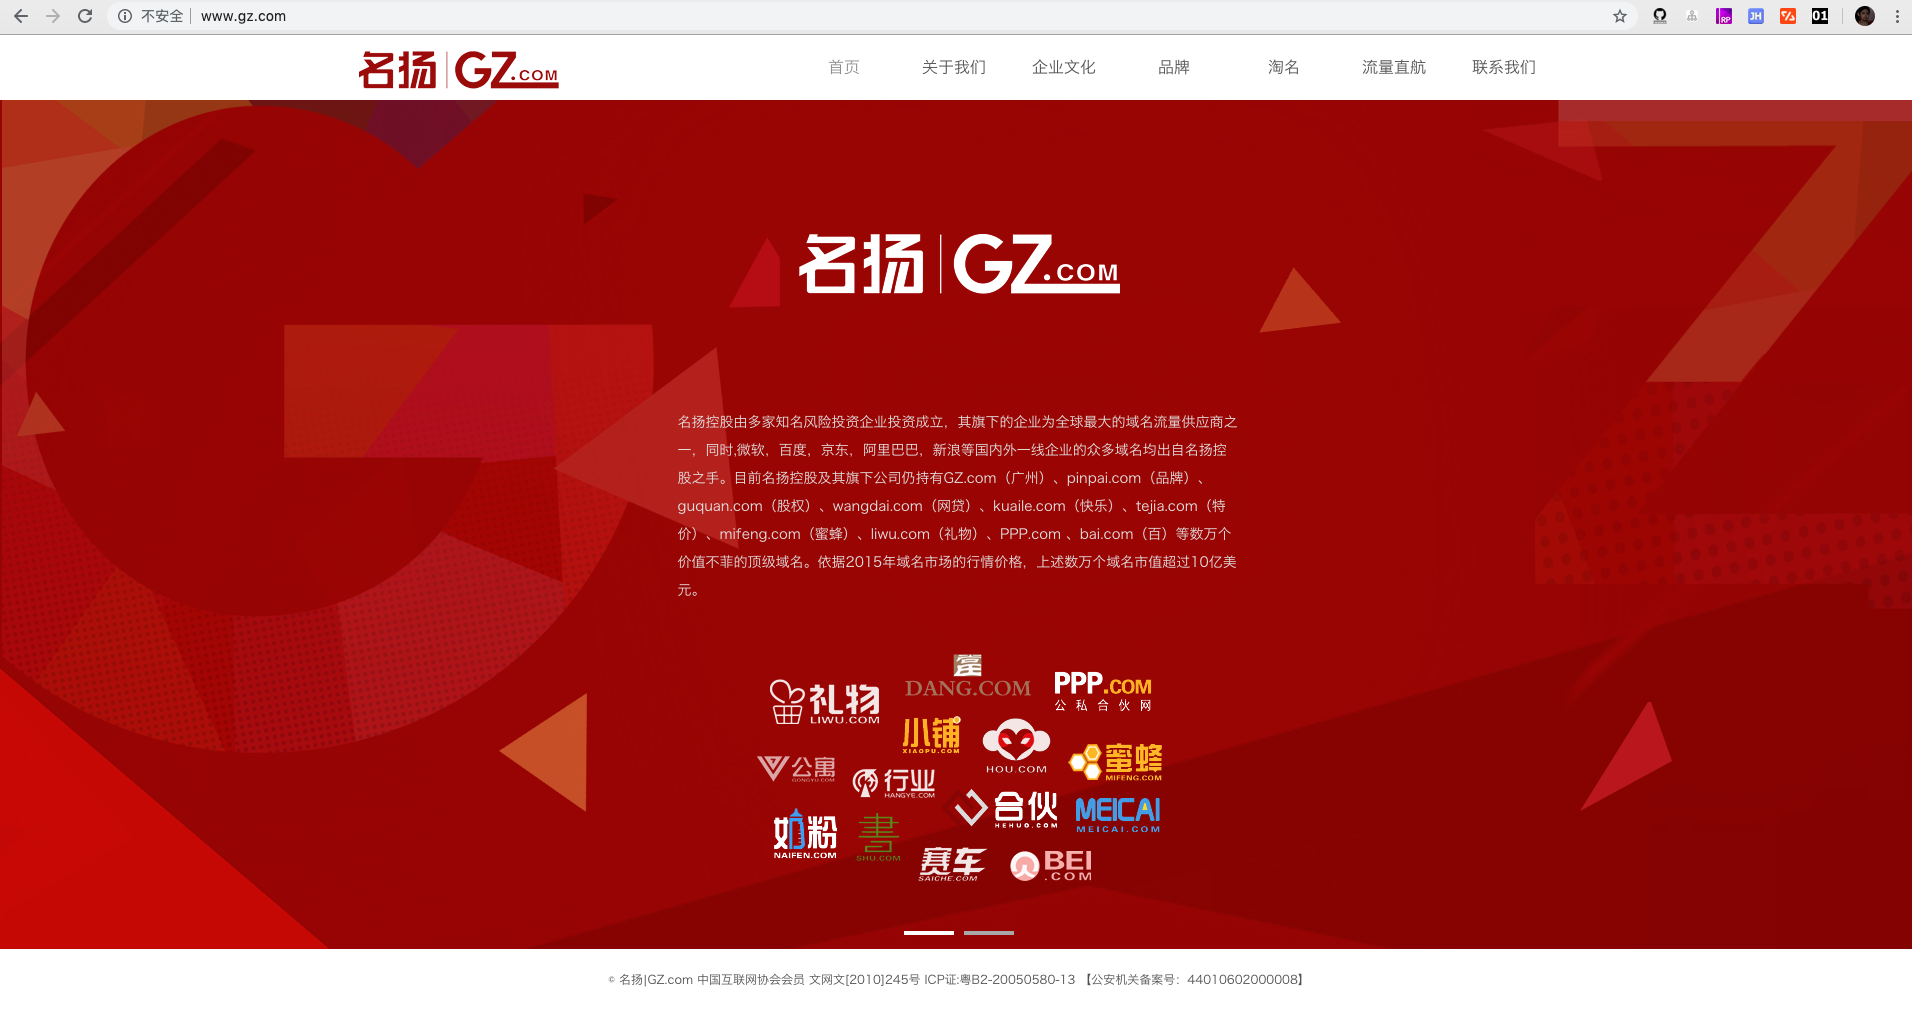 不安全 www.gz.com
RP JH 01
名扬 GZ.COM
首页 关于我们 企业文化 品牌 淘名 流量直航 联系我们
名扬 GZ.COM
名扬控股由多家知名风险投资企业投资成立，其旗下的企业为全球最大的域名流量供应商之
一，同时,微软，百度，京东，阿里巴巴，新浪等国内外一线企业的众多域名均出自名扬控
股之手。目前名扬控股及其旗下公司仍持有GZ.com（广州）、pinpai.com（品牌）、
guquan.com（股权）、wangdai.com（网贷）、kuaile.com（快乐）、tejia.com（特
价）、mifeng.com（蜜蜂）、liwu.com（礼物）、PPP.com 、bai.com（百）等数万个
价值不菲的顶级域名。依据2015年域名市场的行情价格，上述数万个域名市值超过10亿美
元。
礼物
LIWU.COM
DANG.COM
PPP.COM
公私合伙网
小铺
XIAOPU.COM
HOU.COM
蜜蜂
MIFENG.COM
公寓
GONGYU.COM
行业
HANGYE.COM
合伙
HEHUO.COM
MEICAI
MEICAI.COM
奶粉
NAIFEN.COM
書
SHU.COM
赛车
SAICHE.COM
BEI
.COM
© 名扬|GZ.com 中国互联网协会会员 文网文[2010]245号 ICP证:粤B2-20050580-13 【公安机关备案号：44010602000008】